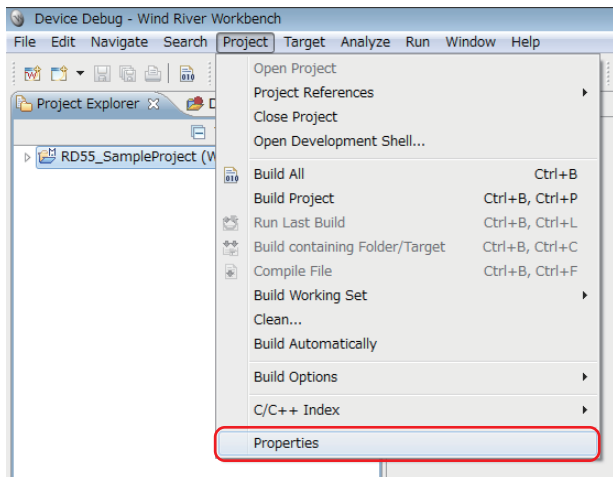 Device Debug - Wind River Workbench
File Edit Navigate Search Project Target Analyze Run Window Help
Project Explorer D
RD55_SampleProject (W
Open Project
Project References
Close Project
Open Development Shell...
Build All Ctrl+B
Build Project Ctrl+B, Ctrl+P
Run Last Build Ctrl+B, Ctrl+L
Build containing Folder/Target Ctrl+B, Ctrl+C
Compile File Ctrl+B, Ctrl+F
Build Working Set
Clean...
Build Automatically
Build Options
C/C++ Index
Properties